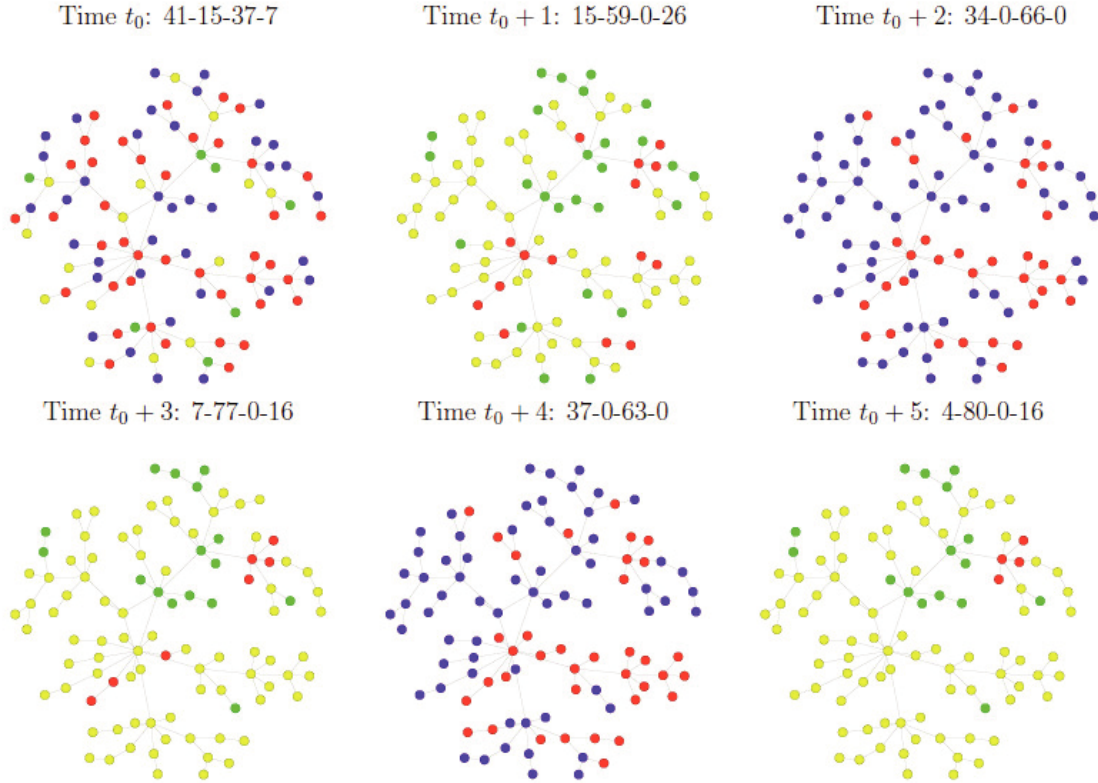 Time t₀: 41-15-37-7
Time t₀ + 1: 15-59-0-26
Time t₀ + 2: 34-0-66-0
Time t₀ + 3: 7-77-0-16
Time t₀ + 4: 37-0-63-0
Time t₀ + 5: 4-80-0-16